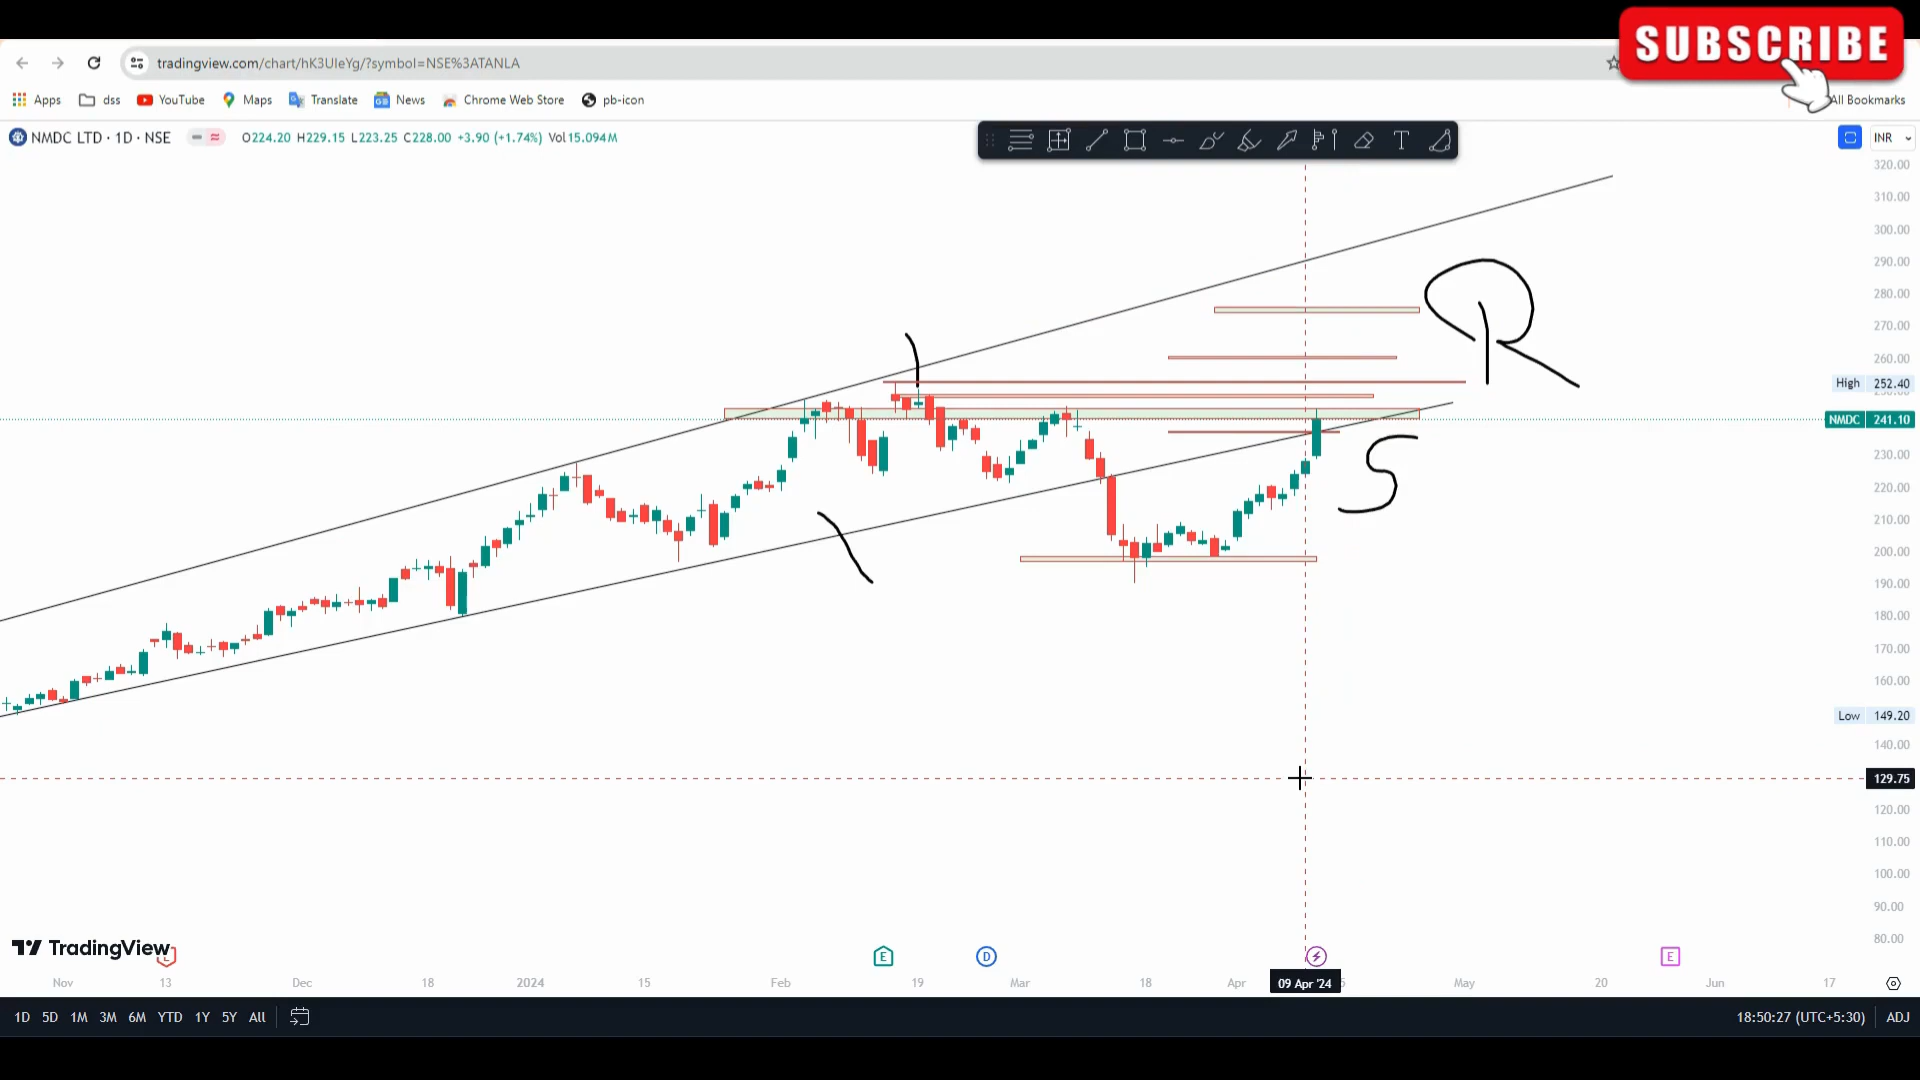 SUBSCRIBE
tradingview.com/chart/hK3UIeYg/?symbol=NSE%3ATANLA
Apps dss YouTube Maps Translate News Chrome Web Store pb-icon All Bookmarks
NMDC LTD · 1D · NSE O224.20 H229.15 L223.25 C228.00 +3.90 (+1.74%) Vol15.094M INR
320.00
310.00
300.00
290.00
280.00
270.00
260.00
R
High 252.40
NMDC 241.10
S
230.00
220.00
210.00
200.00
190.00
180.00
170.00
160.00
Low 149.20
140.00
129.75
120.00
110.00
100.00
90.00
80.00
TradingView
E E D E
Nov 13 Dec 18 2024 15 Feb 19 Mar 18 Apr 09 Apr '24 May 20 Jun 17
1D 5D 1M 3M 6M YTD 1Y 5Y All 18:50:27 (UTC+5:30) ADJ